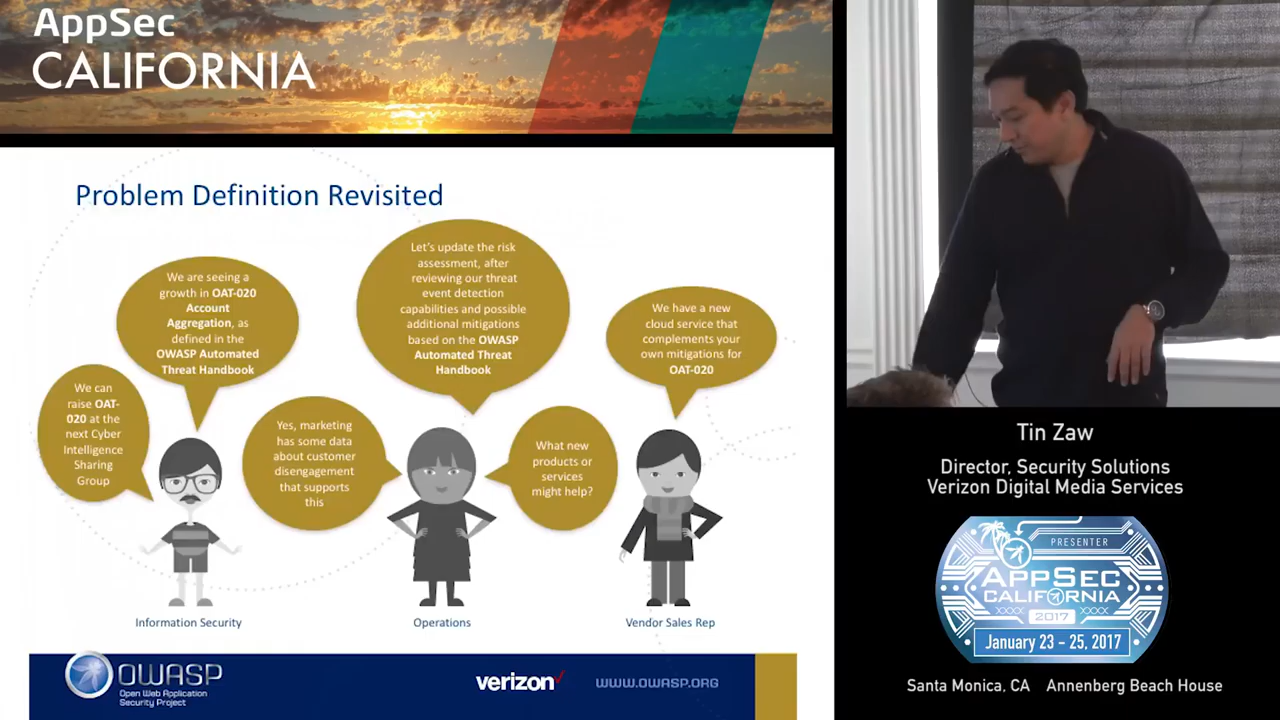 AppSec
CALIFORNIA
Problem Definition Revisited
We are seeing a
growth in OAT-020
Account
Aggregation, as
defined in the
OWASP Automated
Threat Handbook
Let's update the risk
assessment, after
reviewing our threat
event detection
capabilities and possible
additional mitigations
based on the OWASP
Automated Threat
Handbook
We have a new
cloud service that
complements your
own mitigations for
OAT-020
We can
raise OAT-
020 at the
next Cyber
Intelligence
Sharing
Group
Yes, marketing
has some data
about customer
disengagement
that supports
this
What new
products or
services
might help?
Information Security
Operations
Vendor Sales Rep
OWASP
Open Web Application
Security Project
verizon
WWW.OWASP.ORG
Tin Zaw
Director, Security Solutions
Verizon Digital Media Services
PRESENTER
APPSEC
CALIFORNIA
XXXX 2017 XXXX
January 23 - 25, 2017
Santa Monica, CA Annenberg Beach House